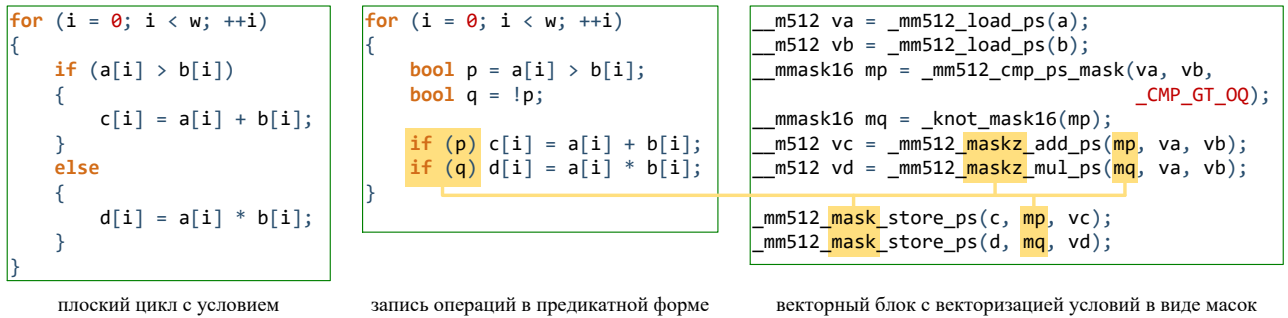 for (i = 0; i < w; ++i)
{
    if (a[i] > b[i])
    {
        c[i] = a[i] + b[i];
    }
    else
    {
        d[i] = a[i] * b[i];
    }
}
плоский цикл с условием
for (i = 0; i < w; ++i)
{
    bool p = a[i] > b[i];
    bool q = !p;
    if (p) c[i] = a[i] + b[i];
    if (q) d[i] = a[i] * b[i];
}
запись операций в предикатной форме
__m512 va = _mm512_load_ps(a);
__m512 vb = _mm512_load_ps(b);
__mmask16 mp = _mm512_cmp_ps_mask(va, vb,
_CMP_GT_OQ);
__mmask16 mq = _knot_mask16(mp);
__m512 vc = _mm512_maskz_add_ps(mp, va, vb);
__m512 vd = _mm512_maskz_mul_ps(mq, va, vb);
_mm512_mask_store_ps(c, mp, vc);
_mm512_mask_store_ps(d, mq, vd);
векторный блок с векторизацией условий в виде масок